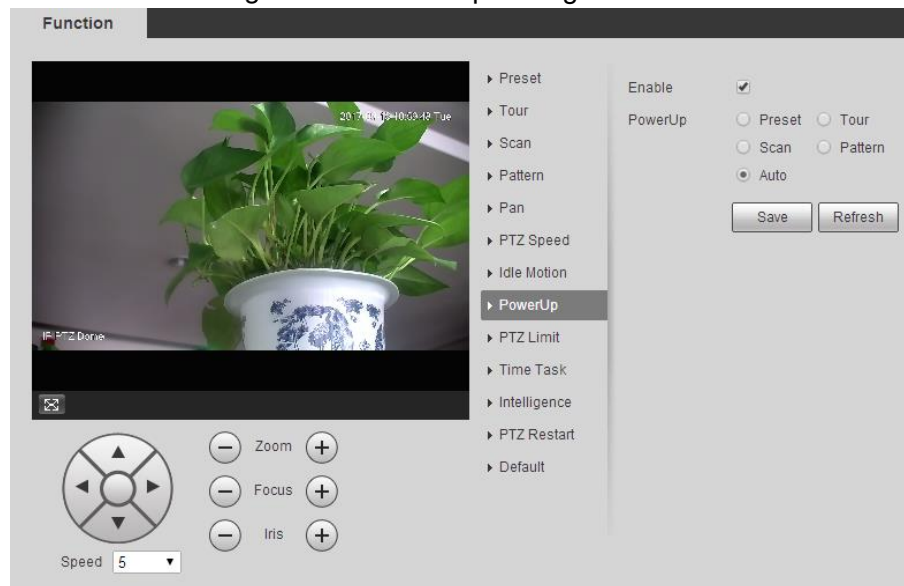 Function
Tue
IP PTZ Dome
Preset
Tour
Scan
Pattern
Pan
PTZ Speed
Idle Motion
PowerUp
PTZ Limit
Time Task
Intelligence
PTZ Restart
Default
Enable
PowerUp
Preset Tour
Scan Pattern
Auto
Save Refresh
Zoom
Focus
Iris
Speed 5